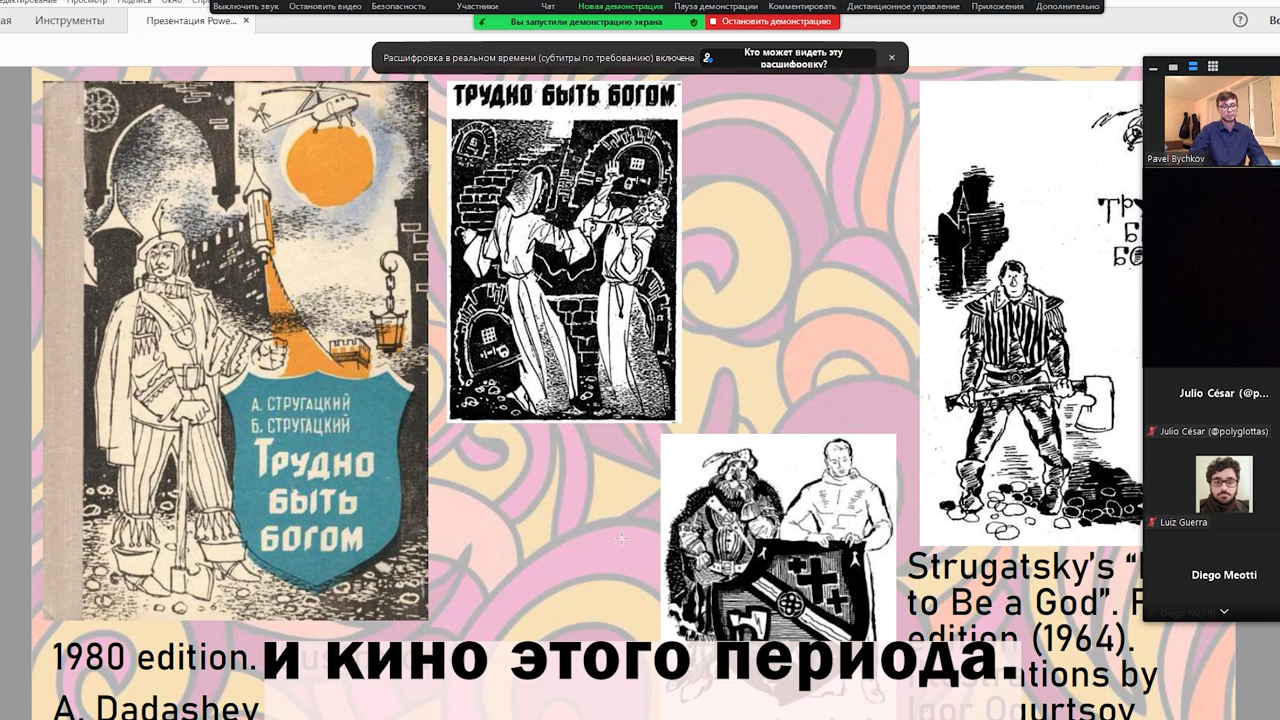 Выключить звук Остановить видео Безопасность Участники Чат Новая демонстрация Пауза демонстрации Комментировать Дистанционное управление Приложения Дополнительно
Инструменты
Презентация Powe... ×
Вы запустили демонстрацию экрана
Остановить демонстрацию
Расшифровка в реальном времени (субтитры по требованию) включена
Кто может видеть эту
расшифровку?
ТРУДНО БЫТЬ БОГОМ
А. СТРУГАЦКИЙ
Б. СТРУГАЦКИЙ
ТРУДНО
БЫТЬ
БОГОМ
Pavel Bychkov
Julio César (@p...
Julio César (@polyglottas)
Luiz Guerra
Diego Meotti
Strugatsky's “
to Be a God”.
edition (1964).
by
1980 edition.
A. Dadashev
и кино этого периода.